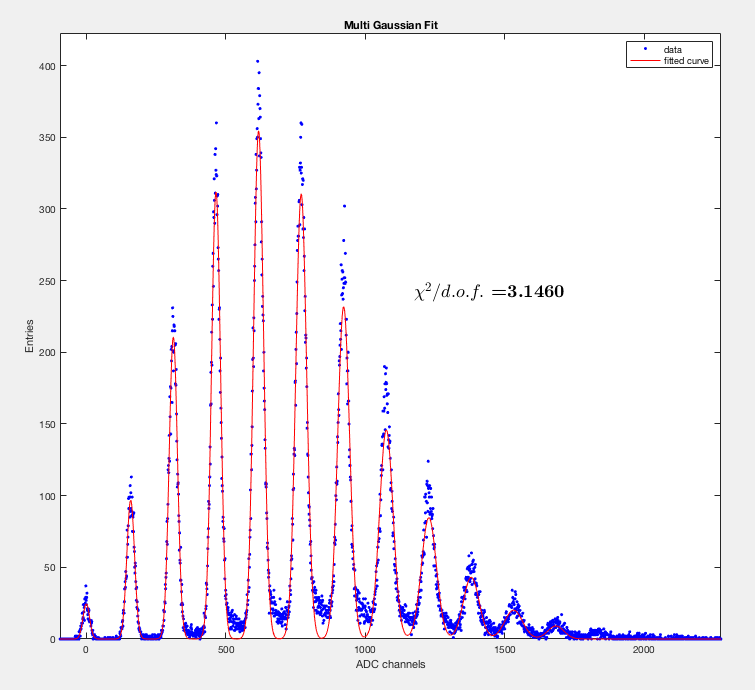 Multi Gaussian Fit
data
fitted curve
400
350
300
250
200
150
100
50
0
Entries
χ²/d.o.f. =3.1460
0
500
1000
1500
2000
ADC channels